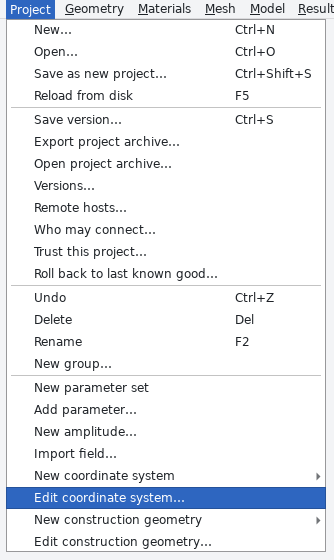 Project Geometry Materials Mesh Model Result
New... Ctrl+N
Open... Ctrl+O
Save as new project... Ctrl+Shift+S
Reload from disk F5
Save version... Ctrl+S
Export project archive...
Open project archive...
Versions...
Remote hosts...
Who may connect...
Trust this project...
Roll back to last known good...
Undo Ctrl+Z
Delete Del
Rename F2
New group...
New parameter set
Add parameter...
New amplitude...
Import field...
New coordinate system
Edit coordinate system...
New construction geometry
Edit construction geometry...